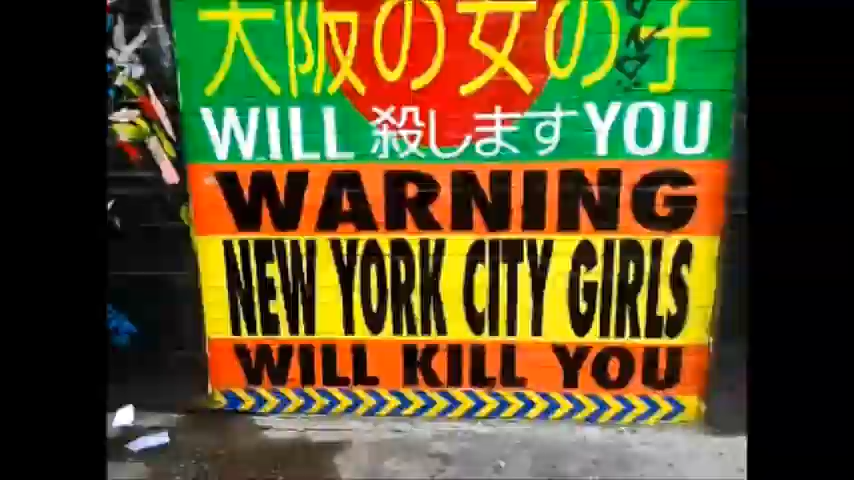 大阪の女の子
WILL 殺します YOU
WARNING
NEW YORK CITY GIRLS
WILL KILL YOU